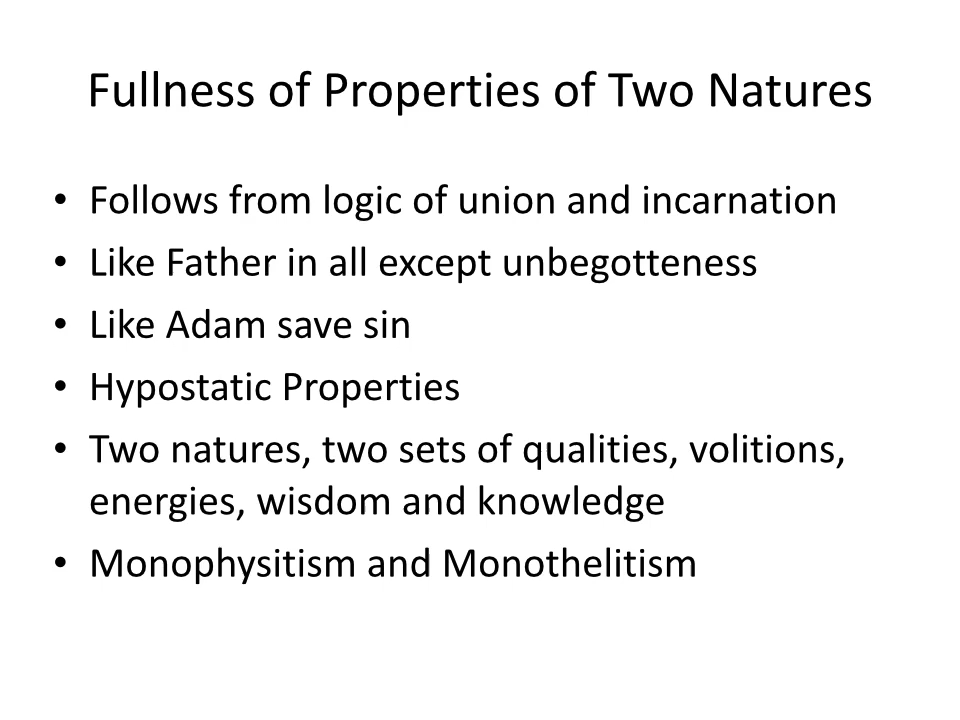 Fullness of Properties of Two Natures
• Follows from logic of union and incarnation
• Like Father in all except unbegotteness
• Like Adam save sin
• Hypostatic Properties
• Two natures, two sets of qualities, volitions,
energies, wisdom and knowledge
• Monophysitism and Monothelitism